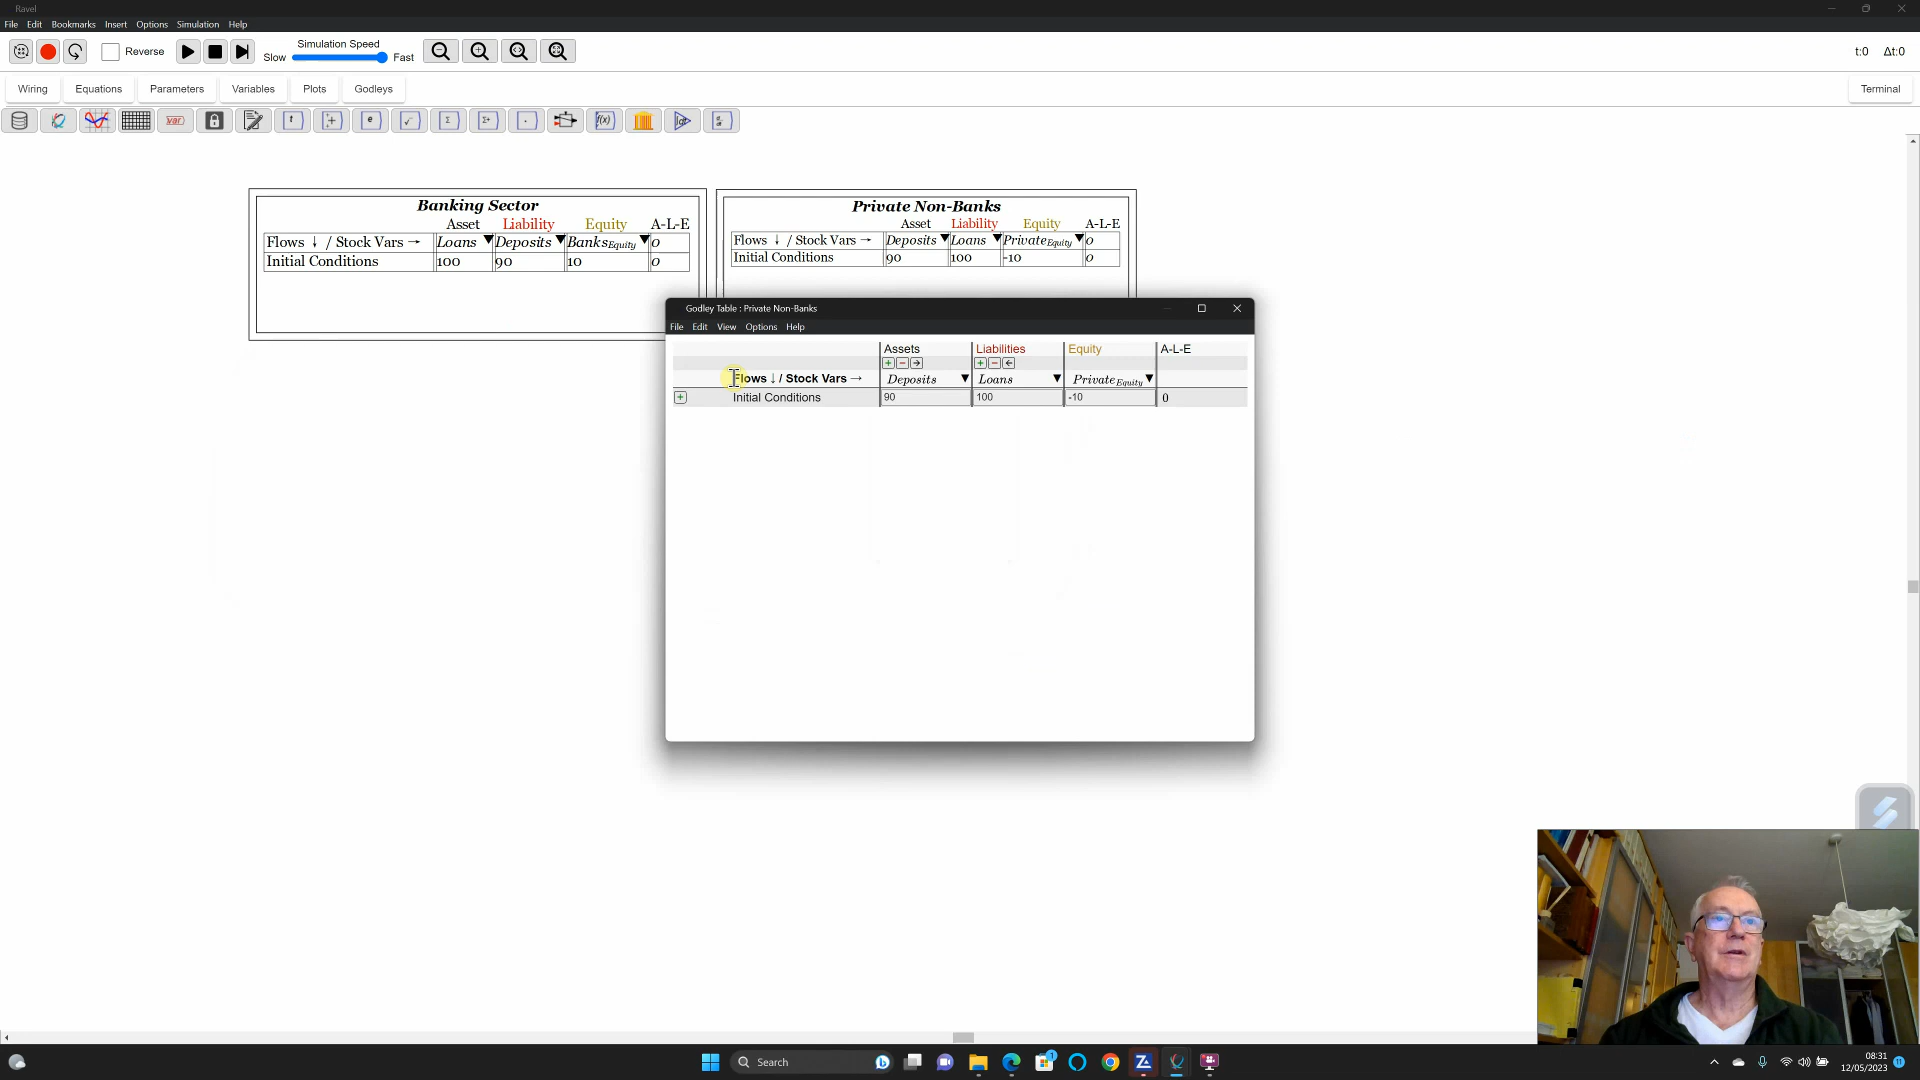 Ravel
File Edit Bookmarks Insert Options Simulation Help
Reverse
Simulation Speed
Slow Fast
t:0 Δt:0
Wiring Equations Parameters Variables Plots Godleys Terminal
var
Banking Sector
Asset Liability Equity A-L-E
Flows ↓ / Stock Vars → Loans ▼ Deposits ▼ BanksEquity ▼ 0
Initial Conditions 100 90 10 0
Private Non-Banks
Asset Liability Equity A-L-E
Flows ↓ / Stock Vars → Deposits ▼ Loans ▼ PrivateEquity ▼ 0
Initial Conditions 90 100 -10 0
Godley Table : Private Non-Banks
File Edit View Options Help
Assets Liabilities Equity A-L-E
Flows ↓ / Stock Vars → Deposits ▼ Loans ▼ PrivateEquity ▼
Initial Conditions 90 100 -10 0
Search
08:31
12/05/2023